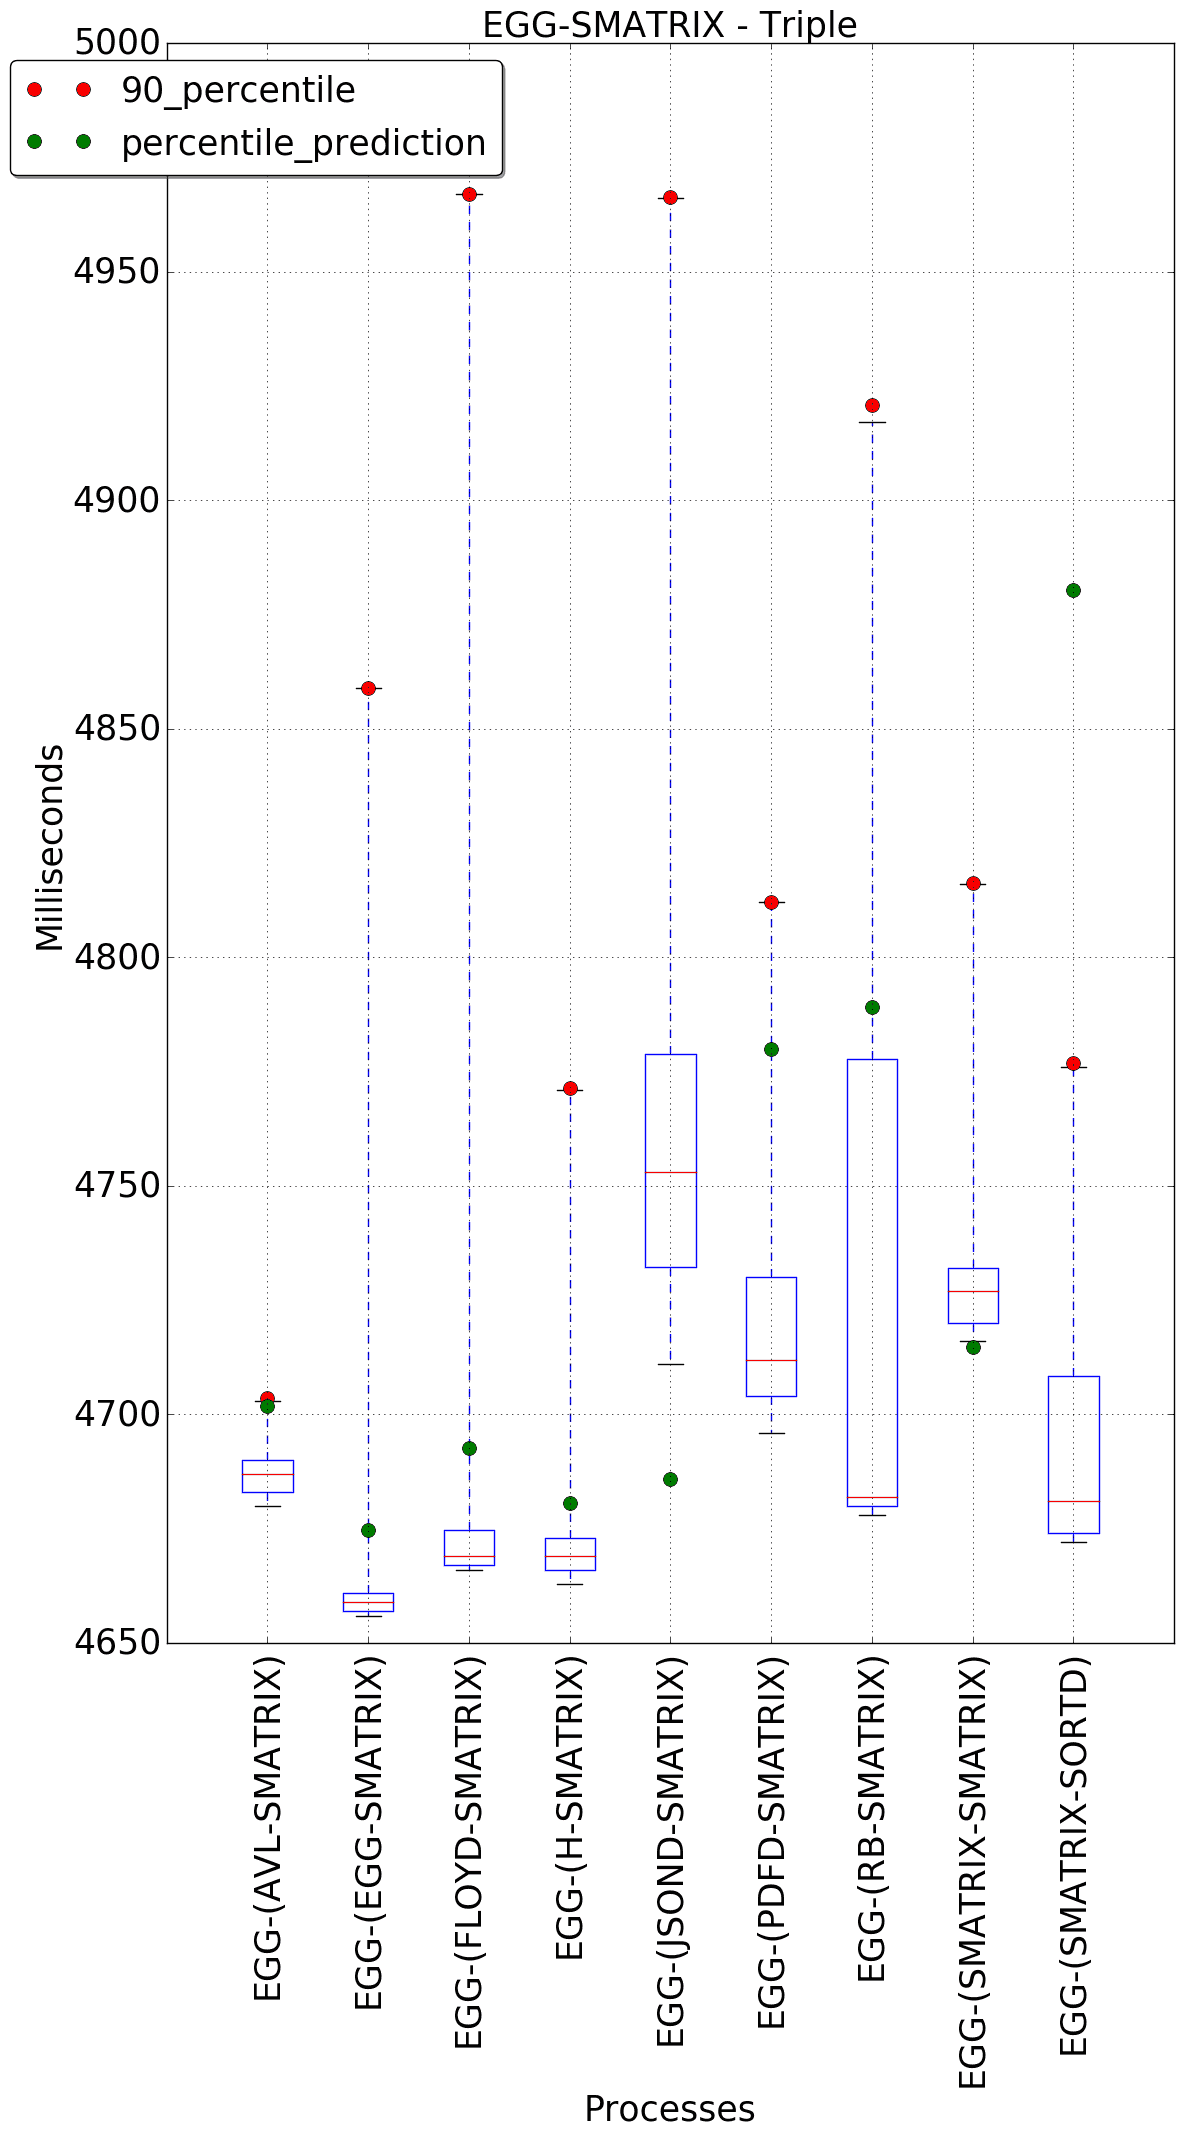 EGG-SMATRIX - Triple
90_percentile
percentile_prediction
5000
4950
4900
4850
4800
4750
4700
4650
Milliseconds
EGG-(AVL-SMATRIX)
EGG-(EGG-SMATRIX)
EGG-(FLOYD-SMATRIX)
EGG-(H-SMATRIX)
EGG-(JSOND-SMATRIX)
EGG-(PDFD-SMATRIX)
EGG-(RB-SMATRIX)
EGG-(SMATRIX-SMATRIX)
EGG-(SMATRIX-SORTD)
Processes